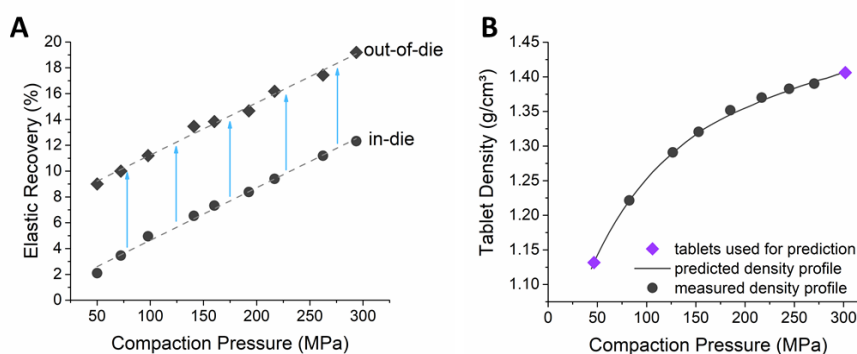 A
20
18
16
14
12
10
8
6
4
2
0
Elastic Recovery (%)
out-of-die
in-die
50 100 150 200 250 300
Compaction Pressure (MPa)
B
1.45
1.40
1.35
1.30
1.25
1.20
1.15
1.10
Tablet Density (g/cm³)
tablets used for prediction
predicted density profile
measured density profile
0 50 100 150 200 250 300
Compaction Pressure (MPa)